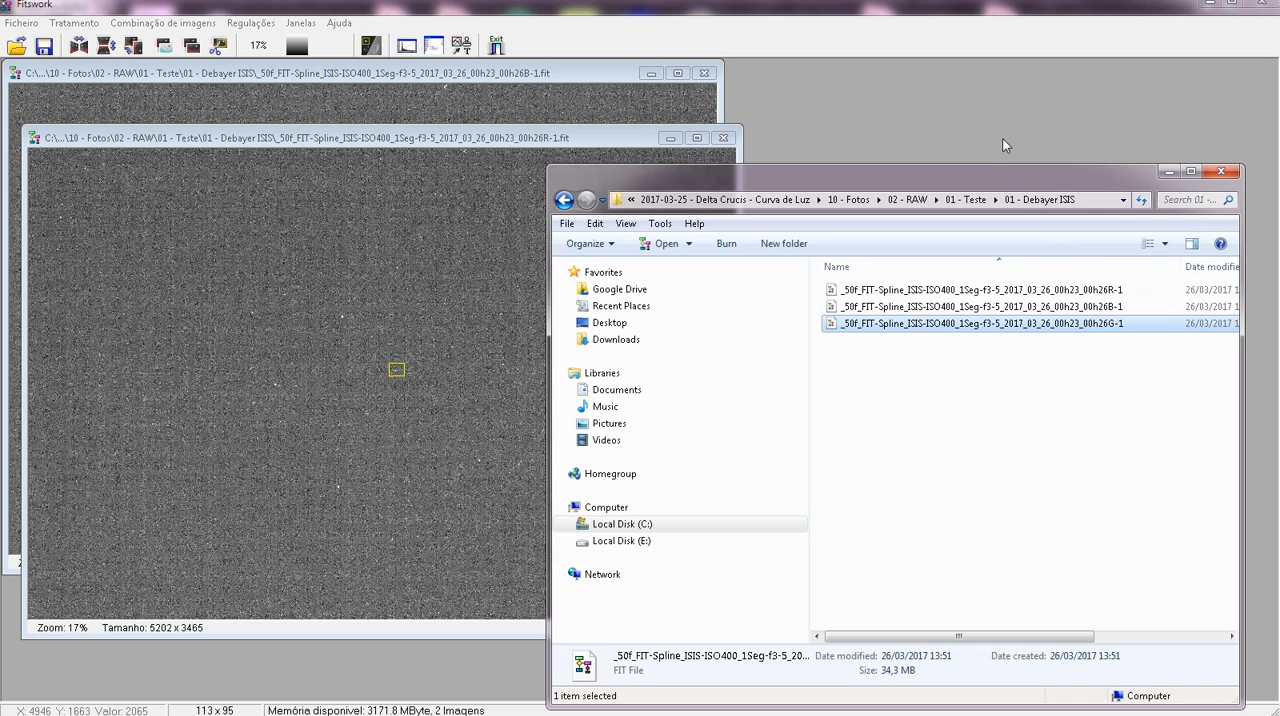 Fitswork
Ficheiro Tratamento Combinação de imagens Regulações Janelas Ajuda
17% Exit
C:\...\10 - Fotos\02 - RAW\01 - Teste\01 - Debayer ISIS\_50f_FIT-Spline_ISIS-ISO400_1Seg-f3-5_2017_03_26_00h23_00h26B-1.fit
C:\...\10 - Fotos\02 - RAW\01 - Teste\01 - Debayer ISIS\_50f_FIT-Spline_ISIS-ISO400_1Seg-f3-5_2017_03_26_00h23_00h26R-1.fit
« 2017-03-25 - Delta Crucis - Curva de Luz 10 - Fotos 02 - RAW 01 - Teste 01 - Debayer ISIS Search 01 -...
File Edit View Tools Help
Organize Open Burn New folder
Name Date modifie
Favorites
Google Drive
Recent Places
Desktop
Downloads
Libraries
Documents
Music
Pictures
Videos
Homegroup
Computer
Local Disk (C:)
Local Disk (E:)
Network
_50f_FIT-Spline_ISIS-ISO400_1Seg-f3-5_2017_03_26_00h23_00h26R-1 26/03/2017 1
_50f_FIT-Spline_ISIS-ISO400_1Seg-f3-5_2017_03_26_00h23_00h26B-1 26/03/2017 1
_50f_FIT-Spline_ISIS-ISO400_1Seg-f3-5_2017_03_26_00h23_00h26G-1 26/03/2017 1
Zoom: 17% Tamanho: 5202 x 3465
_50f_FIT-Spline_ISIS-ISO400_1Seg-f3-5_20... Date modified: 26/03/2017 13:51 Date created: 26/03/2017 13:51
FIT File Size: 34,3 MB
1 item selected Computer
X: 4946 Y: 1663 Valor: 2065 113 x 95 Memória disponivel: 3171.8 MByte, 2 Imagens